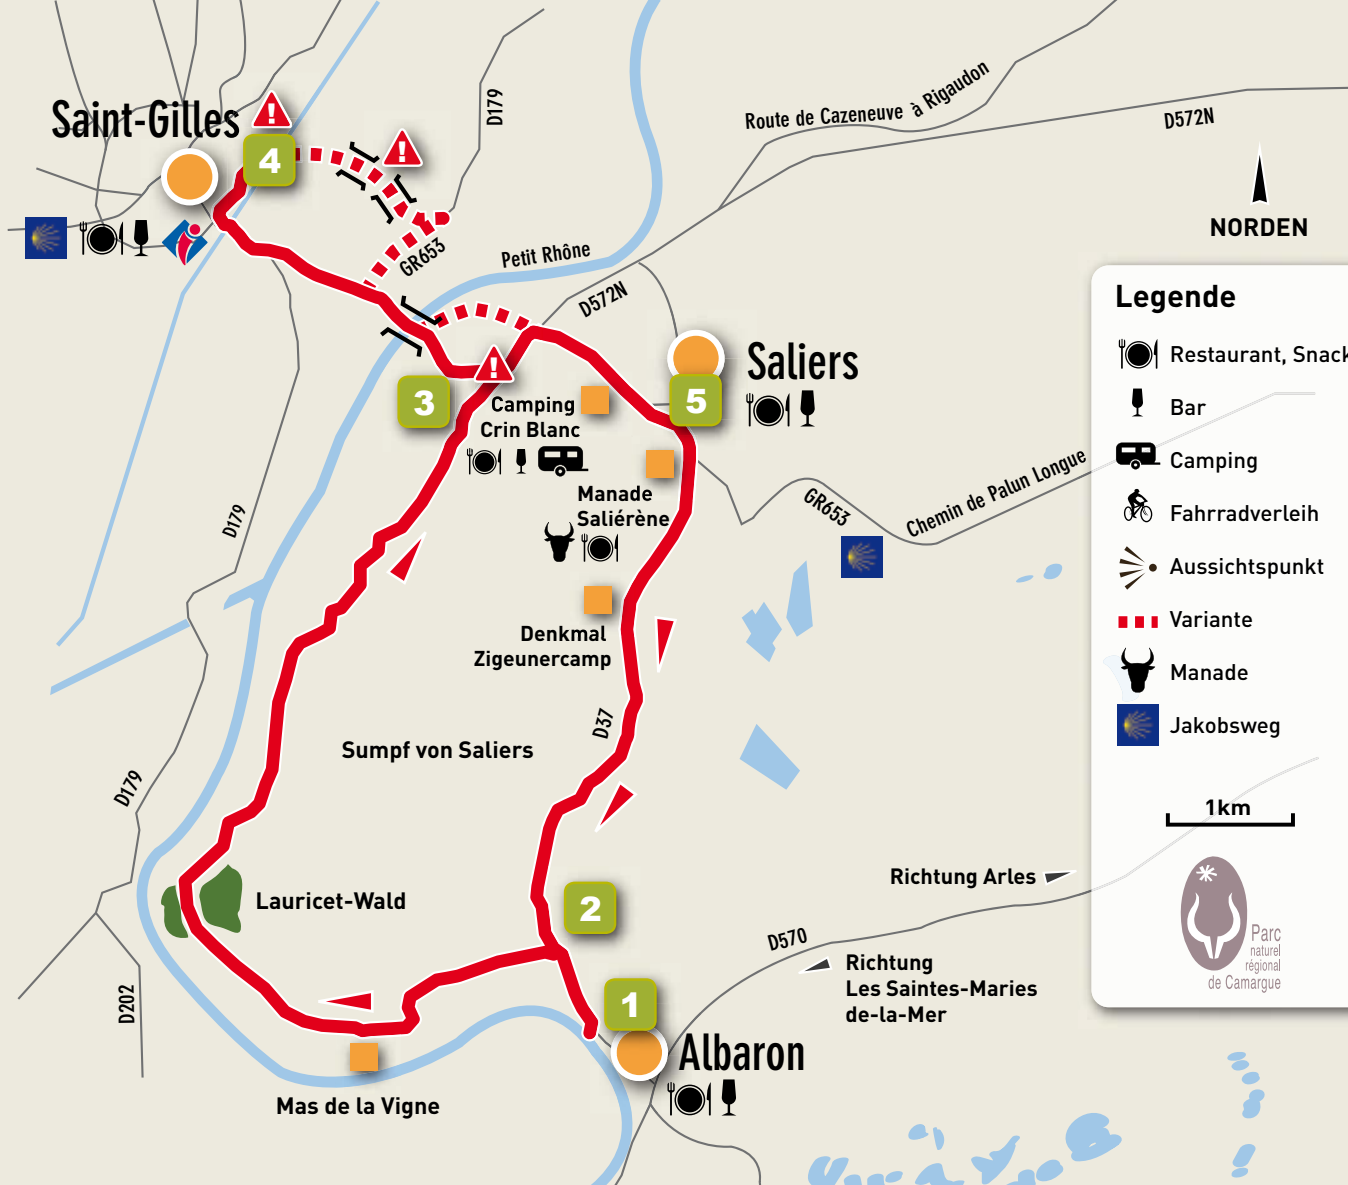 Saint-Gilles
4
D179
Route de Cazeneuve à Rigaudon
D572N
NORDEN
GR653
Petit Rhône
D572N
Legende
Restaurant, Snack
Bar
Camping
Fahrradverleih
Aussichtspunkt
Variante
Manade
Jakobsweg
1km
Parc
naturel
régional
de Camargue
Saliers
5
3
Camping
Crin Blanc
Manade
Saliérène
GR653
Chemin de Palun Longue
D179
Denkmal
Zigeunercamp
D37
Sumpf von Saliers
D179
Lauricet-Wald
2
Richtung Arles
D570
Richtung
Les Saintes-Maries
de-la-Mer
D202
1
Albaron
Mas de la Vigne